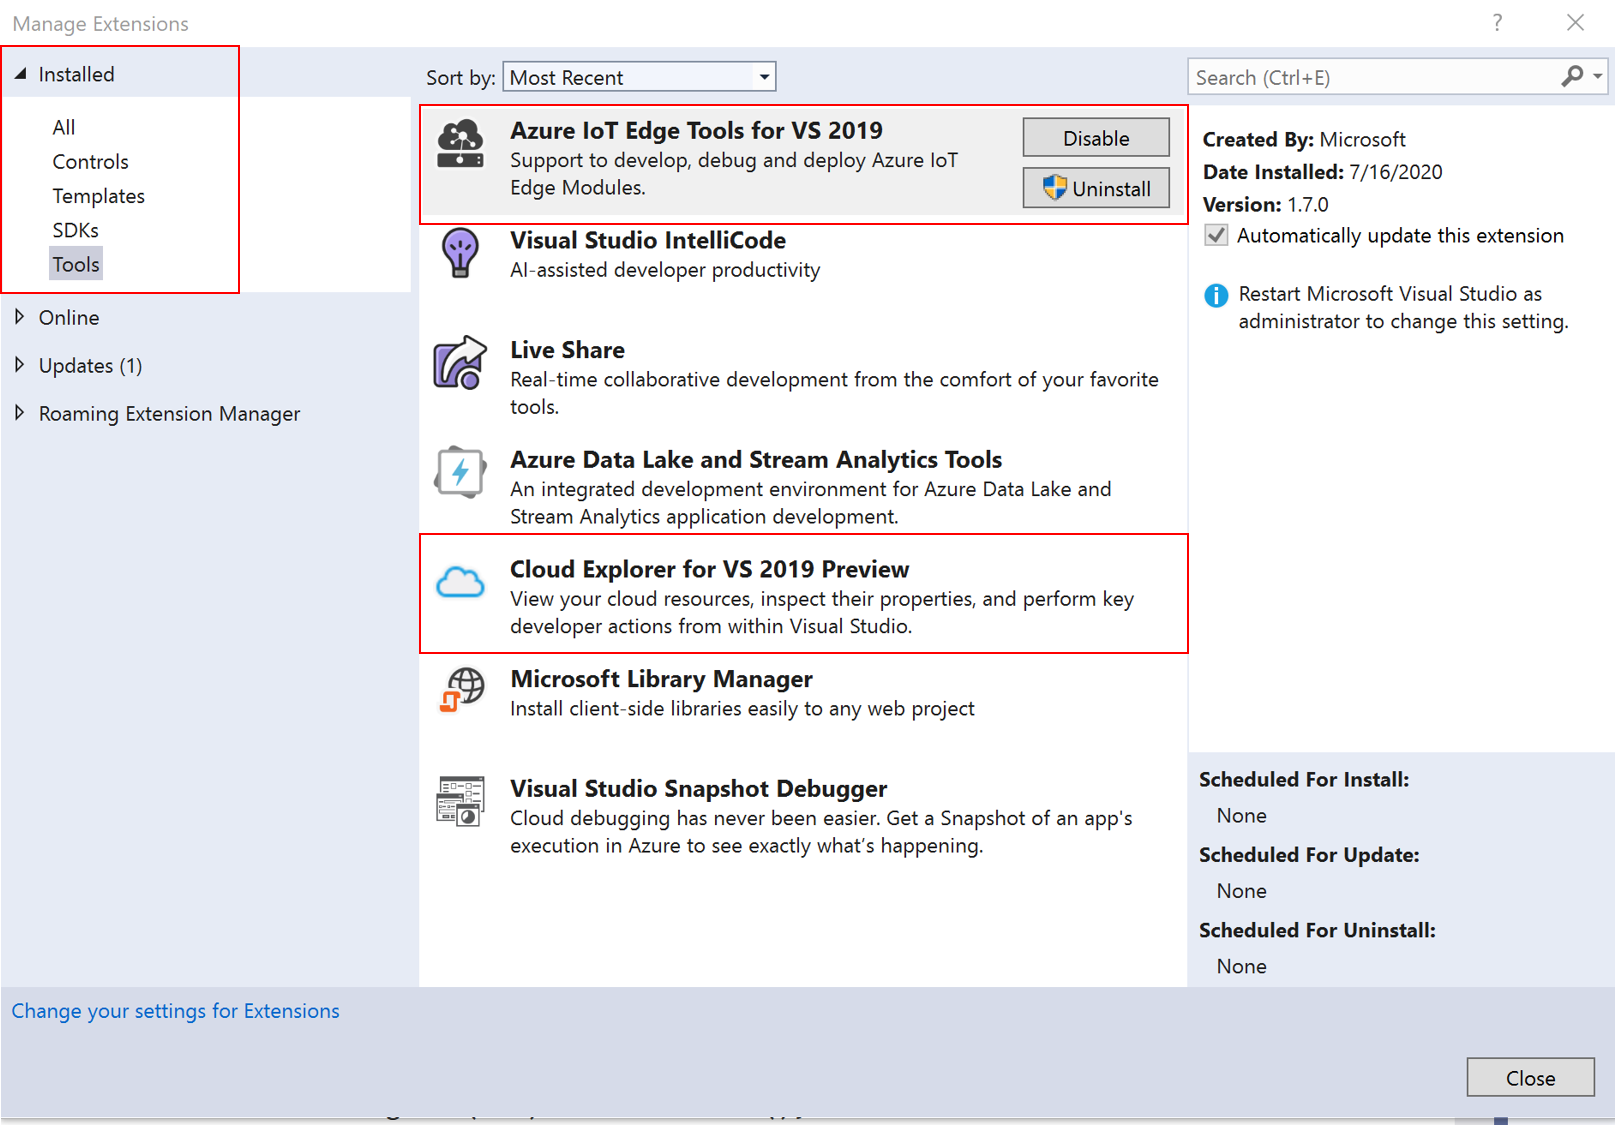 Manage Extensions
?
Installed
All
Controls
Templates
SDKs
Tools
Online
Updates (1)
Roaming Extension Manager
Sort by: Most Recent
Azure IoT Edge Tools for VS 2019
Support to develop, debug and deploy Azure IoT
Edge Modules.
Disable
Uninstall
Visual Studio IntelliCode
AI-assisted developer productivity
Live Share
Real-time collaborative development from the comfort of your favorite
tools.
Azure Data Lake and Stream Analytics Tools
An integrated development environment for Azure Data Lake and
Stream Analytics application development.
Cloud Explorer for VS 2019 Preview
View your cloud resources, inspect their properties, and perform key
developer actions from within Visual Studio.
Microsoft Library Manager
Install client-side libraries easily to any web project
Visual Studio Snapshot Debugger
Cloud debugging has never been easier. Get a Snapshot of an app's
execution in Azure to see exactly what’s happening.
Search (Ctrl+E)
Created By: Microsoft
Date Installed: 7/16/2020
Version: 1.7.0
Automatically update this extension
Restart Microsoft Visual Studio as
administrator to change this setting.
Scheduled For Install:
None
Scheduled For Update:
None
Scheduled For Uninstall:
None
Change your settings for Extensions
Close